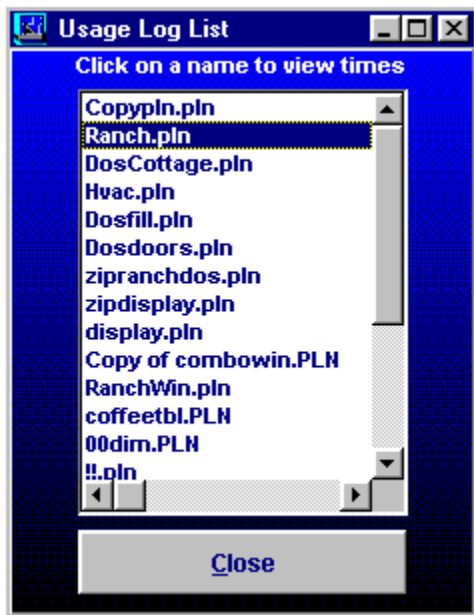 Usage Log List
Click on a name to view times
Copypln.pln
Ranch.pln
DosCottage.pln
Hvac.pln
Dosfill.pln
Dosdoors.pln
zipranchdos.pln
zipdisplay.pln
display.pln
Copy of combowin.PLN
RanchWin.pln
coffeetbl.PLN
00dim.PLN
!!.pln
Close